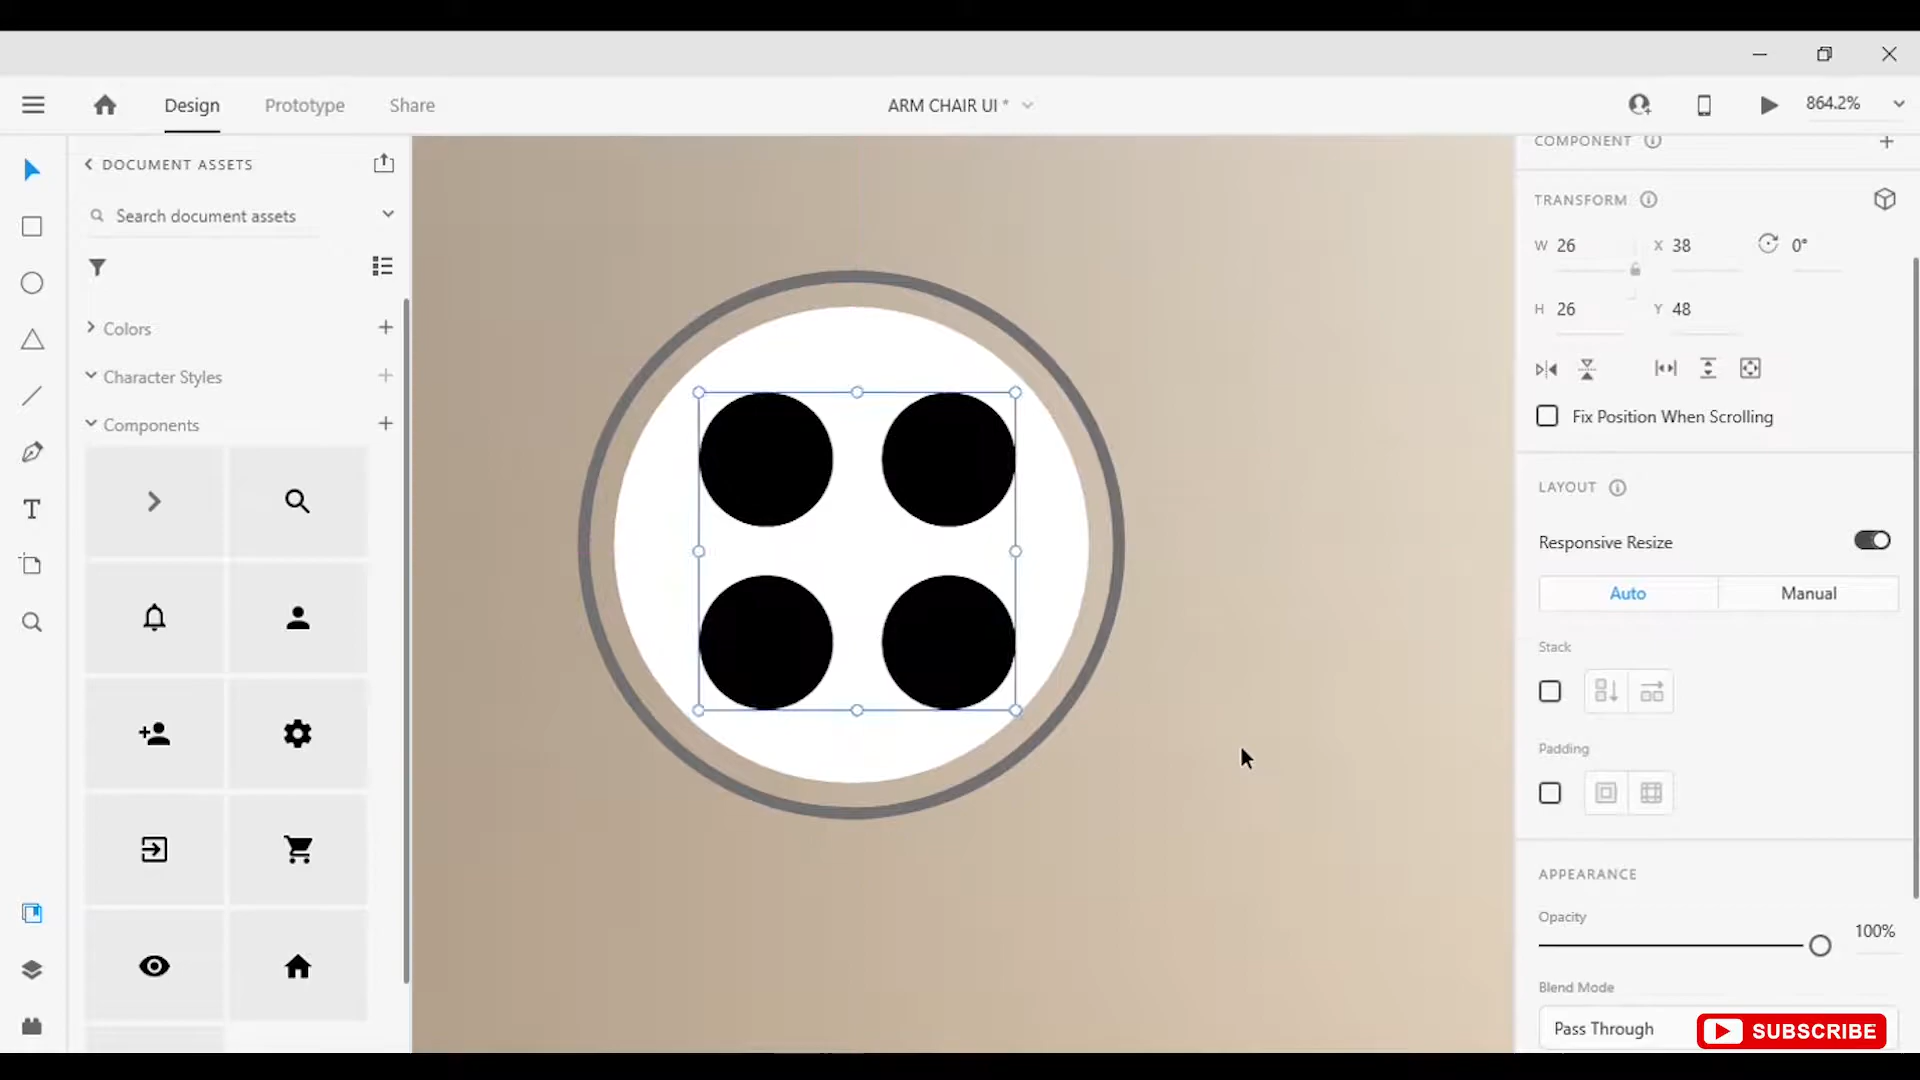 Design
Prototype
Share
ARM CHAIR UI *
864.2%
DOCUMENT ASSETS
Search document assets
Colors
Character Styles
Components
COMPONENT
TRANSFORM
W 26
X 38
0°
H 26
Y 48
Fix Position When Scrolling
LAYOUT
Responsive Resize
Auto
Manual
Stack
Padding
APPEARANCE
Opacity
100%
Blend Mode
Pass Through
SUBSCRIBE